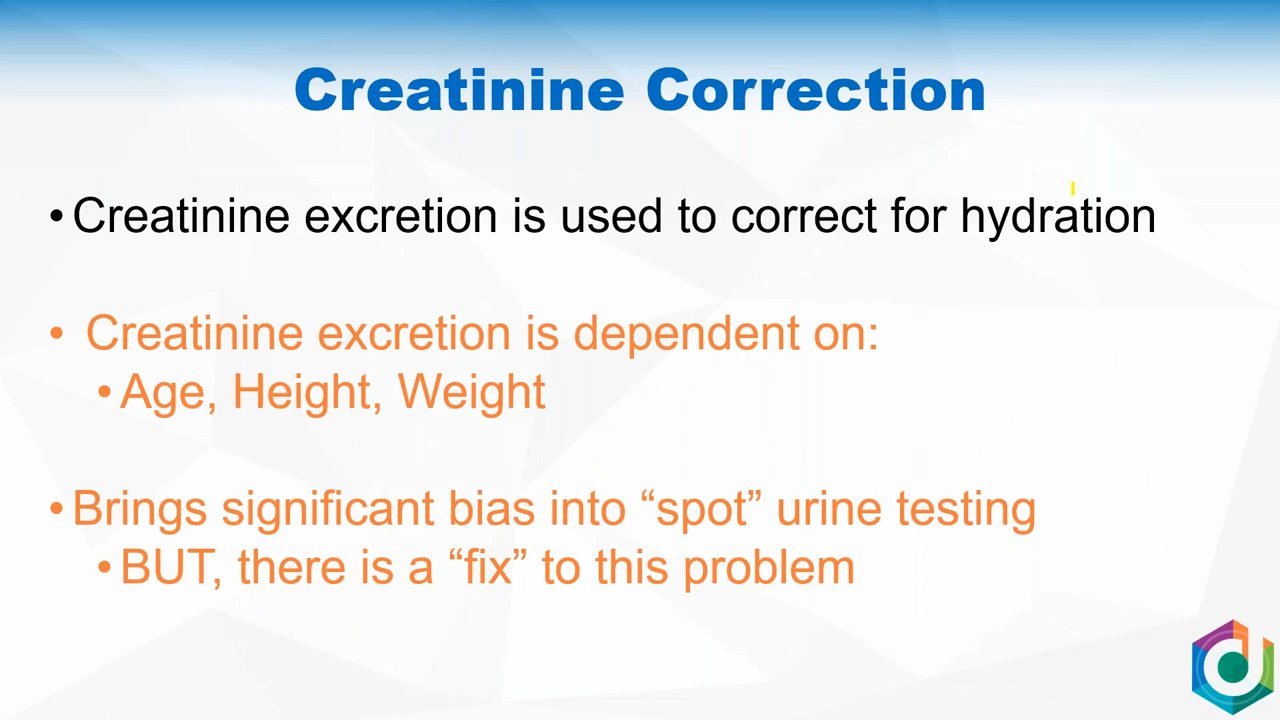 Creatinine Correction
• Creatinine excretion is used to correct for hydration
• Creatinine excretion is dependent on:
• Age, Height, Weight
• Brings significant bias into “spot” urine testing
• BUT, there is a “fix” to this problem